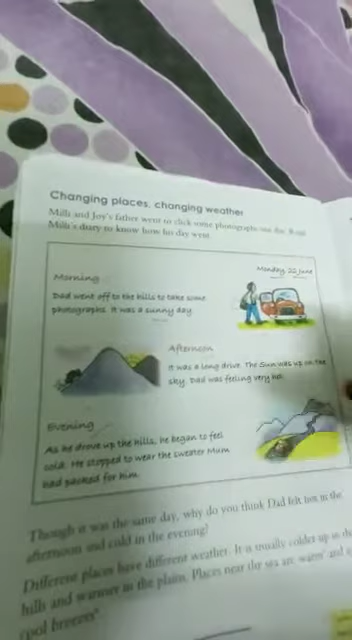 Changing places, changing weather
Milli and Joy's father went to click some photographs one day. Read
Milli's diary to know how his day went.
Monday, 22 June
Morning
Dad went off to the hills to take some
photographs. It was a sunny day.
Afternoon
It was a long drive. The Sun was up on the
sky. Dad was feeling very hot.
Evening
As he drove up the hills, he began to feel
cold. He stopped to wear the sweater Mum
had packed for him.
Though it was the same day, why do you think Dad felt hot in the
afternoon and cold in the evening?
Different places have different weather. It is usually colder up in the
hills and warmer in the plains. Places near the sea are warm and
cool breezes